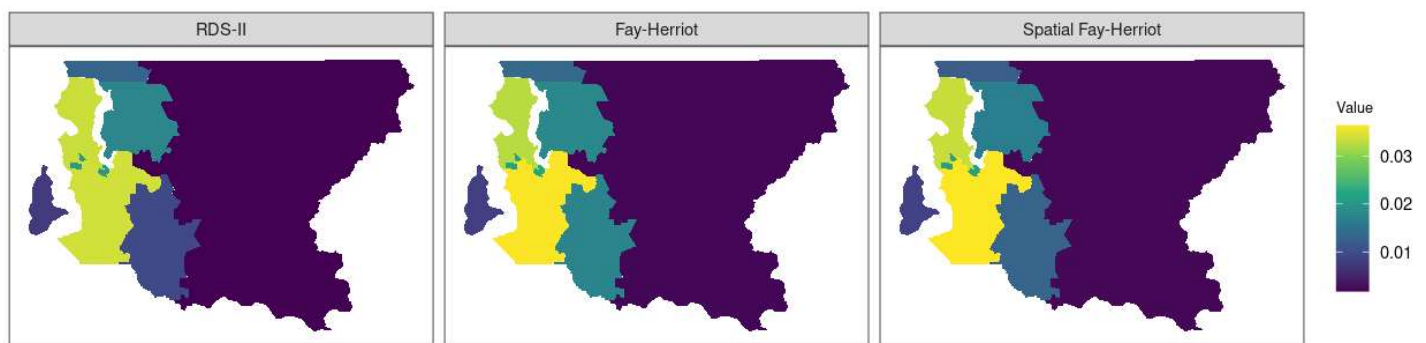 RDS-II
Fay-Herriot
Spatial Fay-Herriot
Value
0.03
0.02
0.01